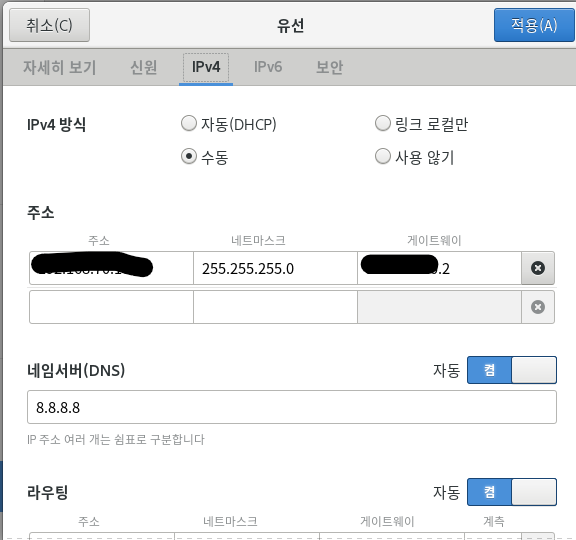 취소(C) 유선 적용(A)
자세히 보기 신원 IPv4 IPv6 보안
IPv4 방식 자동(DHCP) 링크 로컬만
수동 사용 않기
주소
주소 네트마스크 게이트웨이
255.255.255.0 .2
네임서버(DNS) 자동 켬
8.8.8.8
IP 주소 여러 개는 쉼표로 구분합니다
라우팅 자동 켬
주소 네트마스크 게이트웨이 계측